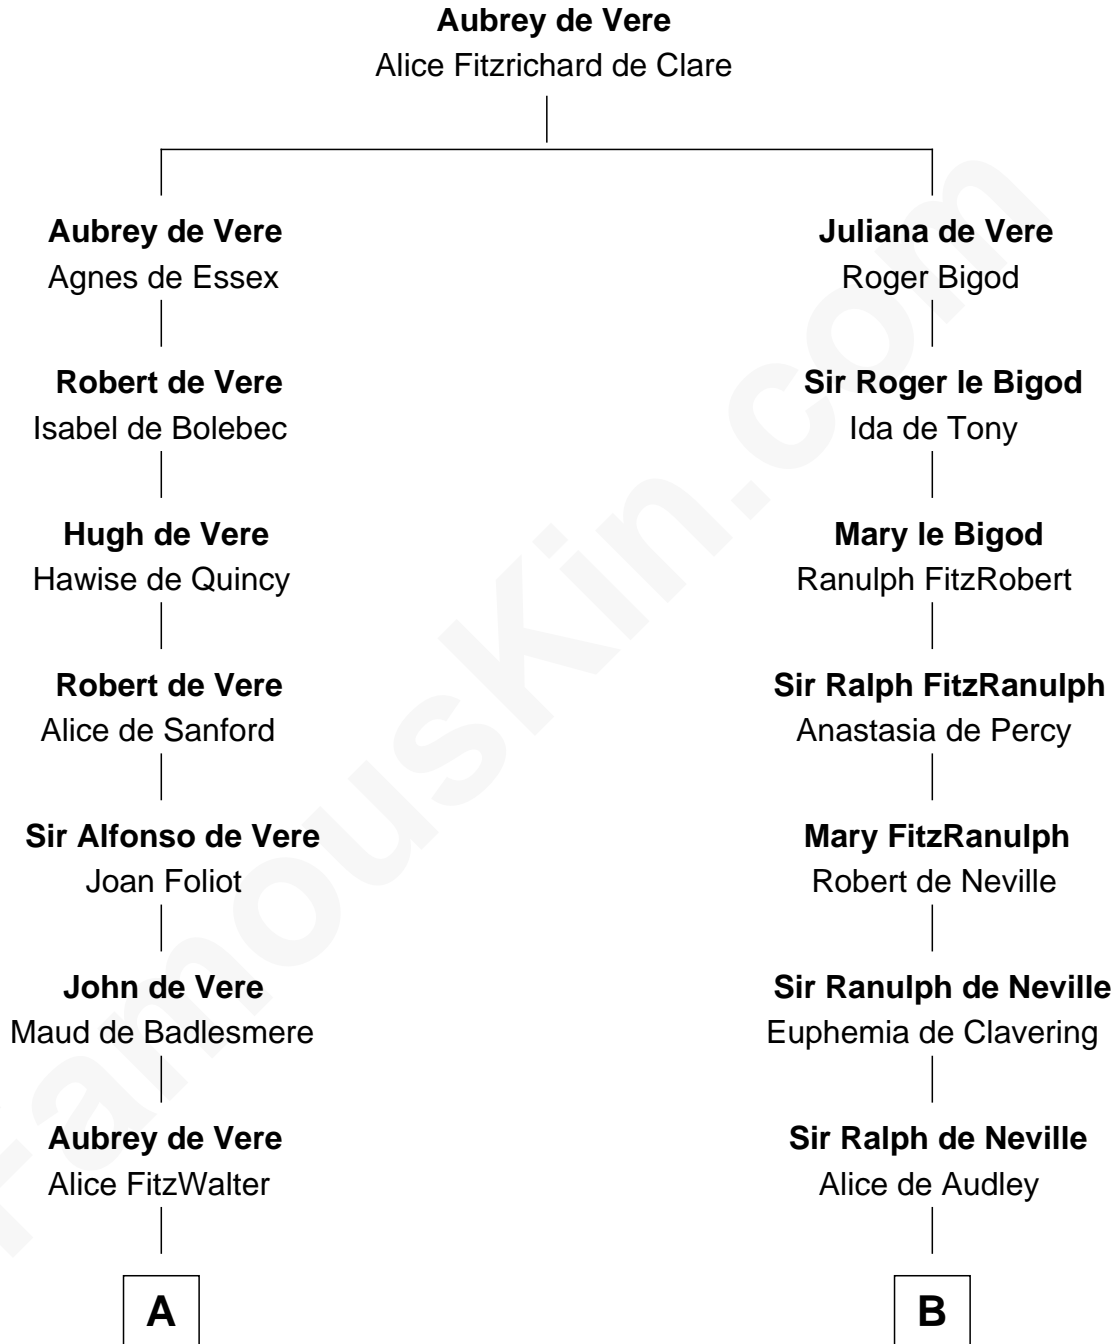 Aubrey de Vere
Alice Fitzrichard de Clare
Aubrey de Vere
Agnes de Essex
Juliana de Vere
Roger Bigod
Robert de Vere
Isabel de Bolebec
Sir Roger le Bigod
Ida de Tony
Hugh de Vere
Hawise de Quincy
Mary le Bigod
Ranulph FitzRobert
Robert de Vere
Alice de Sanford
Sir Ralph FitzRanulph
Anastasia de Percy
Sir Alfonso de Vere
Joan Foliot
Mary FitzRanulph
Robert de Neville
John de Vere
Maud de Badlesmere
Sir Ranulph de Neville
Euphemia de Clavering
Aubrey de Vere
Alice FitzWalter
Sir Ralph de Neville
Alice de Audley
A
B
FamousKin.com